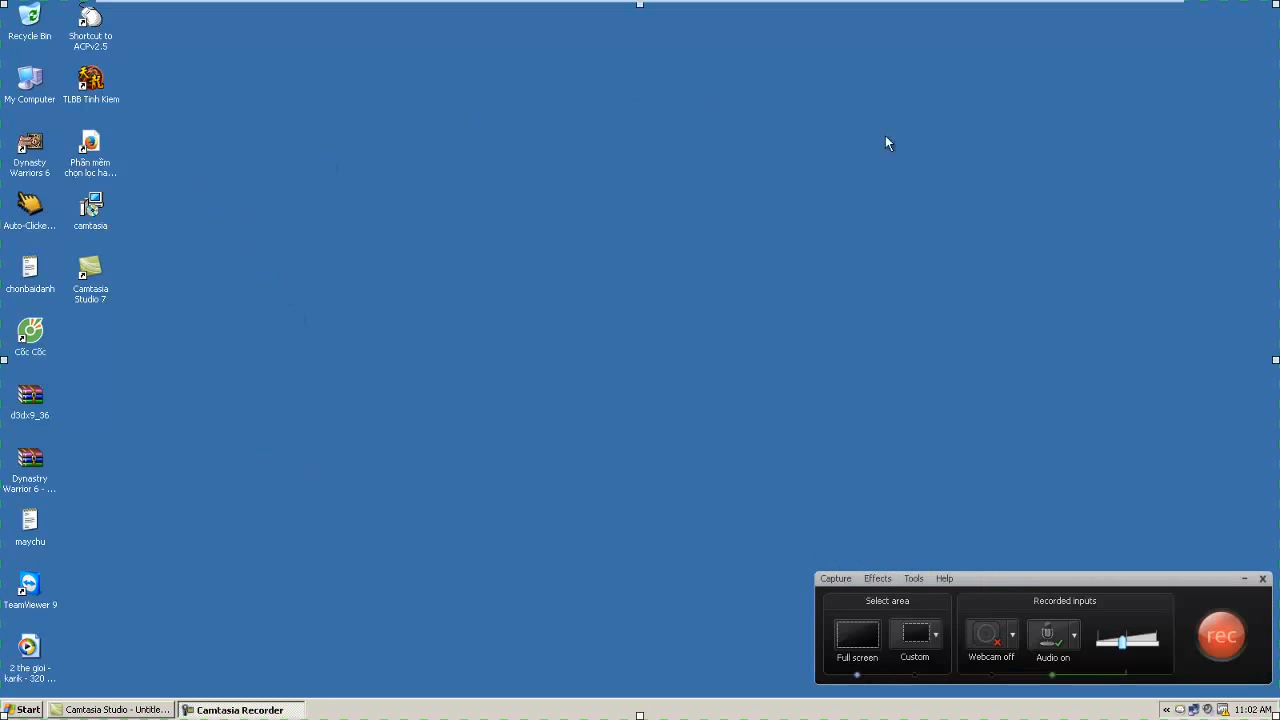 Recycle Bin
Shortcut to
ACPv2.5
My Computer
TLBB Tinh Kiem
Dynasty
Warriors 6
Phần mềm
chon loc ha...
Auto-Clicke...
camtasia
chonbaidanh
Camtasia
Studio 7
Cốc Cốc
d3dx9_36
Dynastry
Warrior 6 - ...
maychu
TeamViewer 9
2 the gioi -
karik - 320 ...
Capture Effects Tools Help
Select area
Recorded inputs
Full screen
Custom
Webcam off
Audio on
rec
Start
Camtasia Studio - Untitle...
Camtasia Recorder
11:02 AM